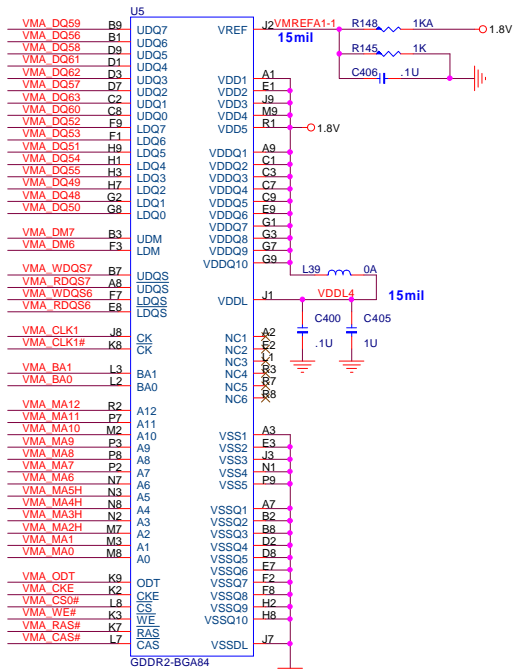 U5
VMA_DQ59 B9 UDQ7 VREF J2 VMREFA1-1 R148 1KA 1.8V
15mil
VMA_DQ56 B1 UDQ6
VMA_DQ58 D9 UDQ5 R145 1K
VMA_DQ61 D1 UDQ4
VMA_DQ62 D3 UDQ3 VDD1 A1 C406 .1U
VMA_DQ57 D7 UDQ2 VDD2 E1
VMA_DQ63 C2 UDQ1 VDD3 J9
VMA_DQ60 C8 UDQ0 VDD4 M9
VMA_DQ52 F9 LDQ7 VDD5 R1 1.8V
VMA_DQ53 F1 LDQ6
VMA_DQ51 H9 LDQ5 VDDQ1 A9
VMA_DQ54 H1 LDQ4 VDDQ2 C1
VMA_DQ55 H3 LDQ3 VDDQ3 C3
VMA_DQ49 H7 LDQ2 VDDQ4 C7
VMA_DQ48 G2 LDQ1 VDDQ5 C9
VMA_DQ50 G8 LDQ0 VDDQ6 E9
VDDQ7 G1
VMA_DM7 B3 UDM VDDQ8 G3
VMA_DM6 F3 LDM VDDQ9 G7
VDDQ10 G9
VMA_WDQS7 B7 UDQS L39 0A
VMA_RDQS7 A8 UDQS
VMA_WDQS6 F7 LDQS VDDL J1 VDDL4 15mil
VMA_RDQS6 E8 LDQS
C400 C405
VMA_CLK1 J8 CK NC1 A2 .1U 1U
VMA_CLK1# K8 CK NC2 E2
NC3 L1
VMA_BA1 L3 BA1 NC4 R3
VMA_BA0 L2 BA0 NC5 R7
NC6 R8
VMA_MA12 R2 A12
VMA_MA11 P7 A11
VMA_MA10 M2 A10 VSS1 A3
VMA_MA9 P3 A9 VSS2 E3
VMA_MA8 P8 A8 VSS3 J3
VMA_MA7 P2 A7 VSS4 N1
VMA_MA6 N7 A6 VSS5 P9
VMA_MA5H N3 A5
VMA_MA4H N8 A4 VSSQ1 A7
VMA_MA3H N2 A3 VSSQ2 B2
VMA_MA2H M7 A2 VSSQ3 B8
VMA_MA1 M3 A1 VSSQ4 D2
VMA_MA0 M8 A0 VSSQ5 D8
VSSQ6 E7
VMA_ODT K9 ODT VSSQ7 F2
VMA_CKE K2 CKE VSSQ8 F8
VMA_CS0# L8 CS VSSQ9 H2
VMA_WE# K3 WE VSSQ10 H8
VMA_RAS# K7 RAS
VMA_CAS# L7 CAS VSSDL J7
GDDR2-BGA84